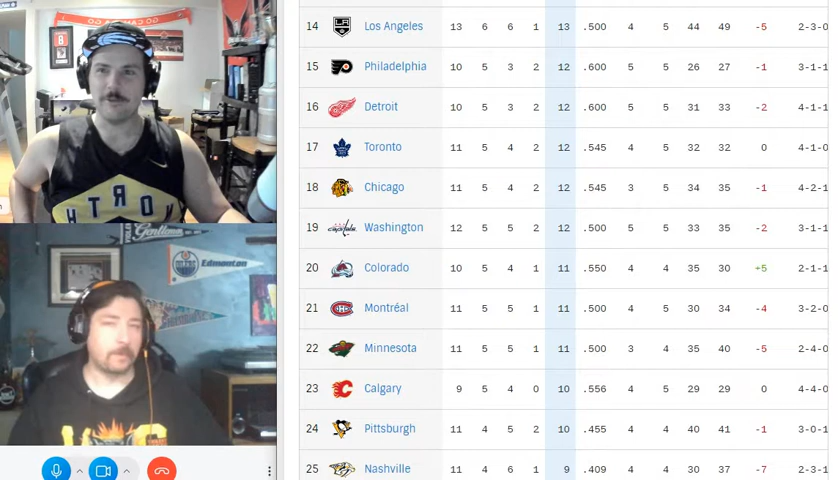 14 Los Angeles 13 6 6 1 13 .500 4 5 44 49 -5 2-3-0
15 Philadelphia 10 5 3 2 12 .600 5 5 26 27 -1 3-1-1
16 Detroit 10 5 3 2 12 .600 5 5 31 33 -2 4-1-1
17 Toronto 11 5 4 2 12 .545 4 5 32 32 0 4-1-0
18 Chicago 11 5 4 2 12 .545 3 5 34 35 -1 4-2-1
19 Washington 12 5 5 2 12 .500 5 5 33 35 -2 3-1-1
20 Colorado 10 5 4 1 11 .550 4 4 35 30 +5 2-1-1
21 Montréal 11 5 5 1 11 .500 4 5 30 34 -4 3-2-0
22 Minnesota 11 5 5 1 11 .500 3 4 35 40 -5 2-4-0
23 Calgary 9 5 4 0 10 .556 4 4 29 29 0 4-4-0
24 Pittsburgh 11 4 5 2 10 .455 4 4 40 41 -1 3-0-1
25 Nashville 11 4 6 1 9 .409 4 4 30 37 -7 2-3-1
HTRON
Gentlemen
Edmonton